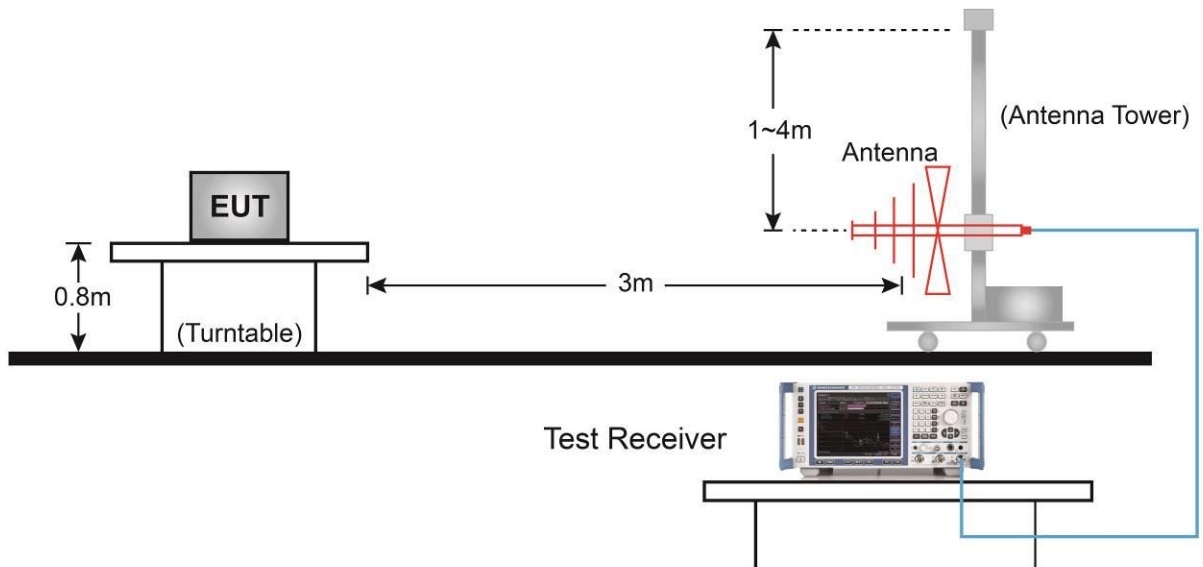 1~4m
(Antenna Tower)
Antenna
EUT
0.8m
3m
(Turntable)
Test Receiver